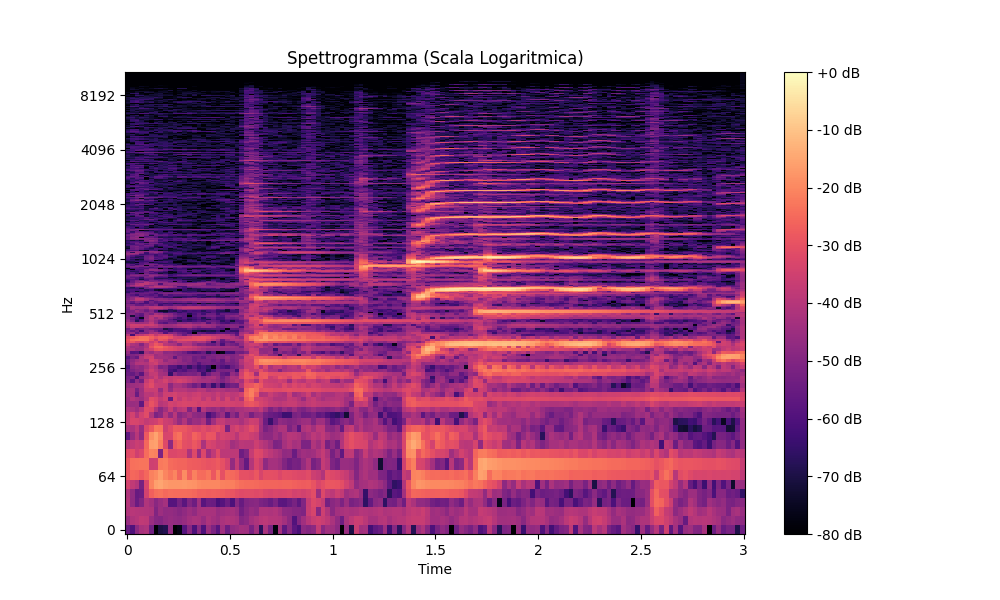 Spettrogramma (Scala Logaritmica)
8192
4096
2048
1024
512
256
128
64
0
Hz
0
0.5
1
1.5
2
2.5
3
Time
+0 dB
-10 dB
-20 dB
-30 dB
-40 dB
-50 dB
-60 dB
-70 dB
-80 dB